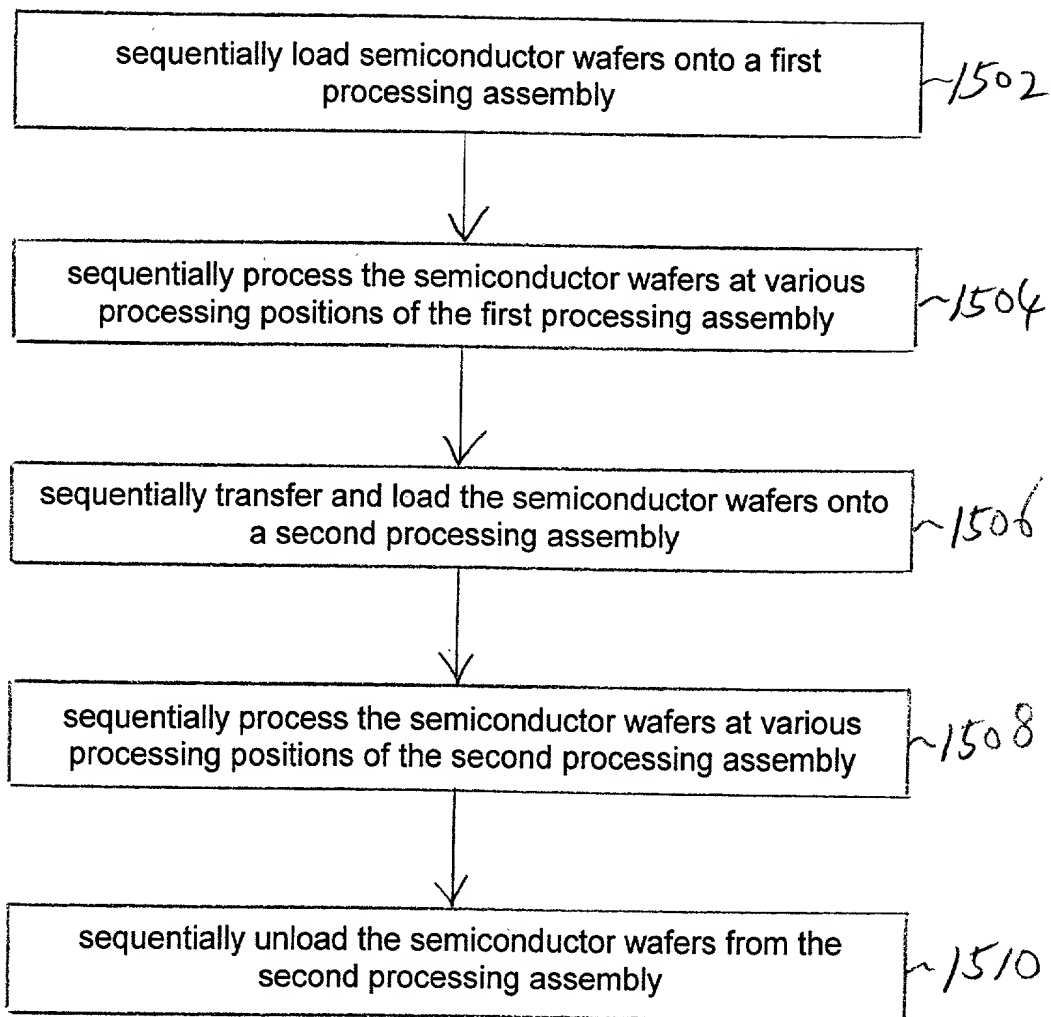 sequentially load semiconductor wafers onto a first
processing assembly
~1502
sequentially process the semiconductor wafers at various
processing positions of the first processing assembly
~1504
sequentially transfer and load the semiconductor wafers onto
a second processing assembly
~1506
sequentially process the semiconductor wafers at various
processing positions of the second processing assembly
~1508
sequentially unload the semiconductor wafers from the
second processing assembly
~1510